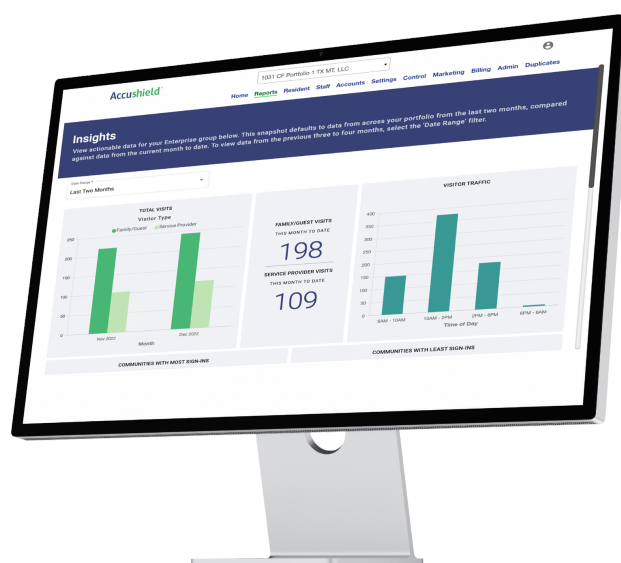 1031 CF Portfolio 1 TX MT, LLC
Accushield
Home Reports Resident Staff Accounts Settings Control Marketing Billing Admin Duplicates
Insights
View actionable data for your Enterprise group below. This snapshot defaults to data from across your portfolio from the last two months, compared
against data from the current month to date. To view data from the previous three to four months, select the 'Date Range' filter.
Date Range *
Last Two Months
TOTAL VISITS
Visitor Type
Family/Guest Service Provider
250
200
150
100
50
0
Nov 2022 Dec 2022
Month
FAMILY/GUEST VISITS
THIS MONTH TO DATE
198
SERVICE PROVIDER VISITS
THIS MONTH TO DATE
109
VISITOR TRAFFIC
400
350
300
250
200
150
100
50
0
6AM - 10AM 10AM - 2PM 2PM - 6PM 6PM - 6AM
Time of Day
COMMUNITIES WITH MOST SIGN-INS
COMMUNITIES WITH LEAST SIGN-INS